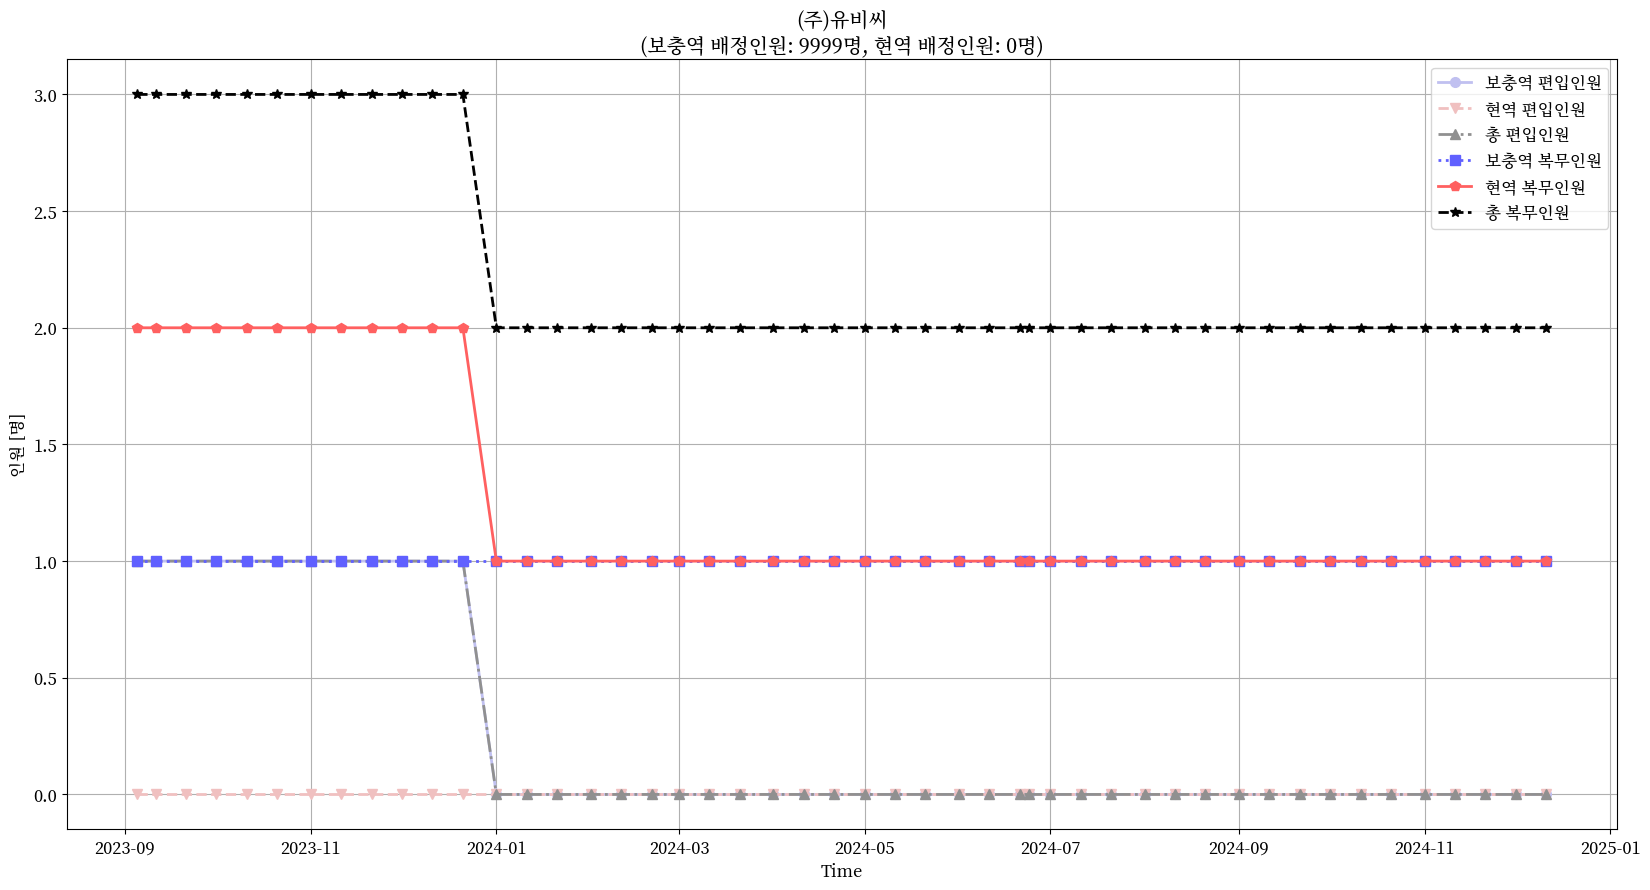 (주)유비씨
(보충역 배정인원: 9999명, 현역 배정인원: 0명)
보충역 편입인원
현역 편입인원
총 편입인원
보충역 복무인원
현역 복무인원
총 복무인원
인원 [명]
3.0
2.5
2.0
1.5
1.0
0.5
0.0
2023-09
2023-11
2024-01
2024-03
2024-05
2024-07
2024-09
2024-11
2025-01
Time